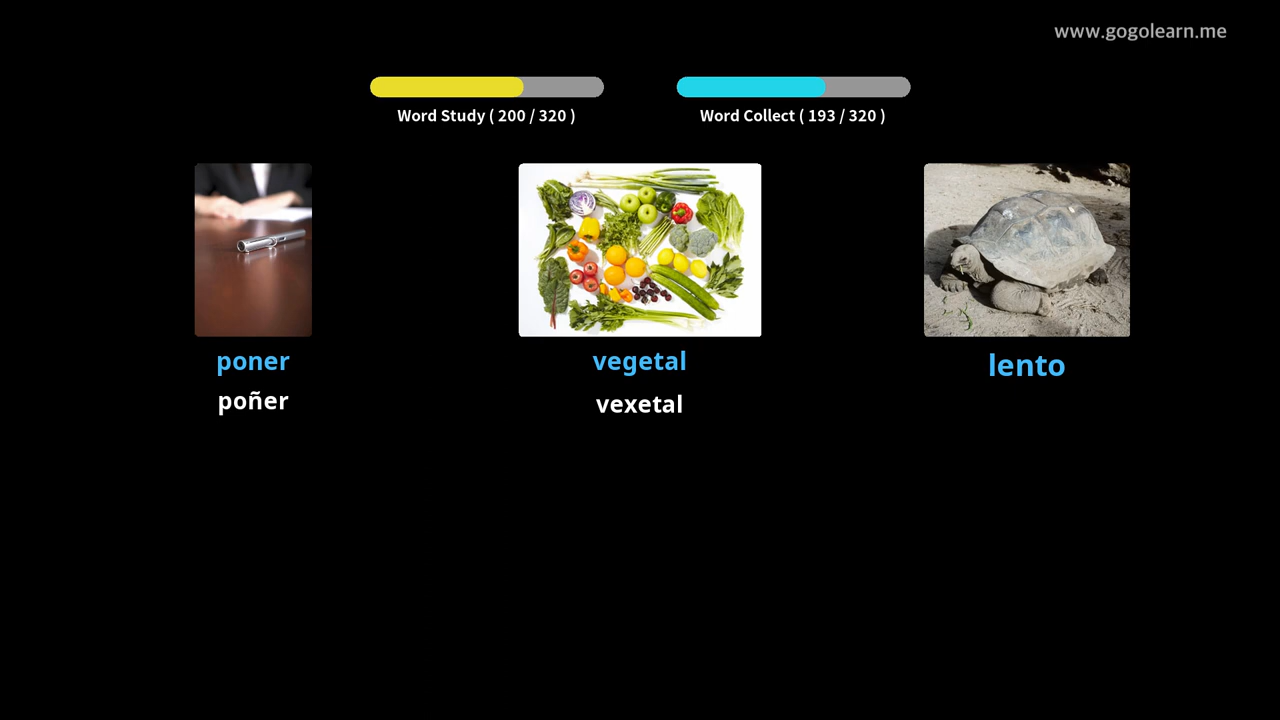 www.gogolearn.me
Word Study ( 200 / 320 )
Word Collect ( 193 / 320 )
poner
poñer
vegetal
vexetal
lento